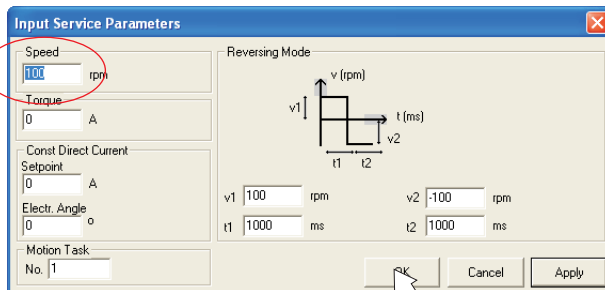 Input Service Parameters
Speed
100 rpm
Torque
0 A
Const Direct Current
Setpoint
0 A
Electr. Angle
0 °
Motion Task
No. 1
Reversing Mode
v (rpm)
v1
t (ms)
v2
t1 t2
v1 100 rpm v2 -100 rpm
t1 1000 ms t2 1000 ms
OK Cancel Apply